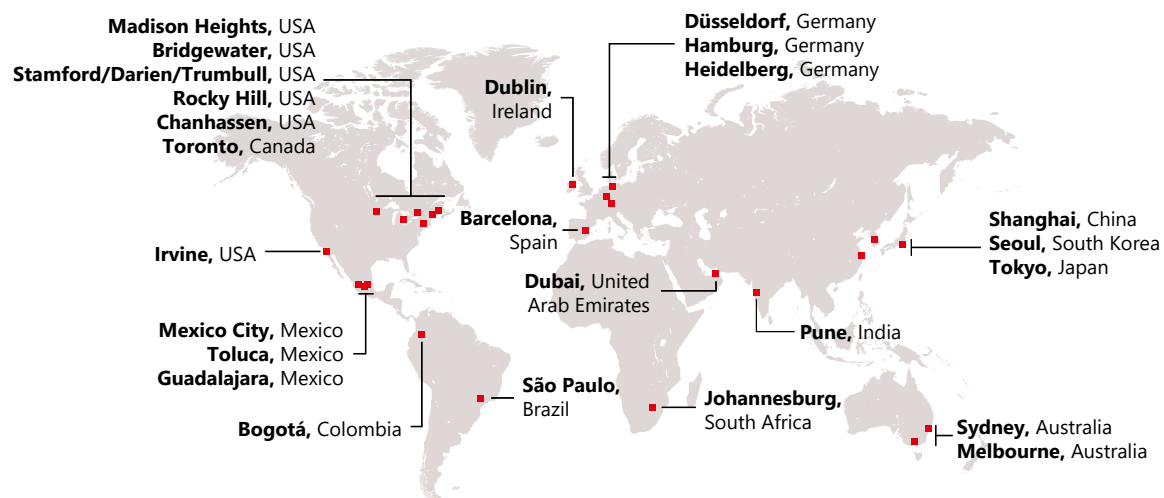 Madison Heights, USA
Bridgewater, USA
Stamford/Darien/Trumbull, USA
Rocky Hill, USA
Chanhassen, USA
Toronto, Canada
Düsseldorf, Germany
Hamburg, Germany
Heidelberg, Germany
Dublin,
Ireland
Barcelona,
Spain
Shanghai, China
Seoul, South Korea
Tokyo, Japan
Irvine, USA
Dubai, United
Arab Emirates
Pune, India
Mexico City, Mexico
Toluca, Mexico
Guadalajara, Mexico
São Paulo,
Brazil
Johannesburg,
South Africa
Bogotá, Colombia
Sydney, Australia
Melbourne, Australia